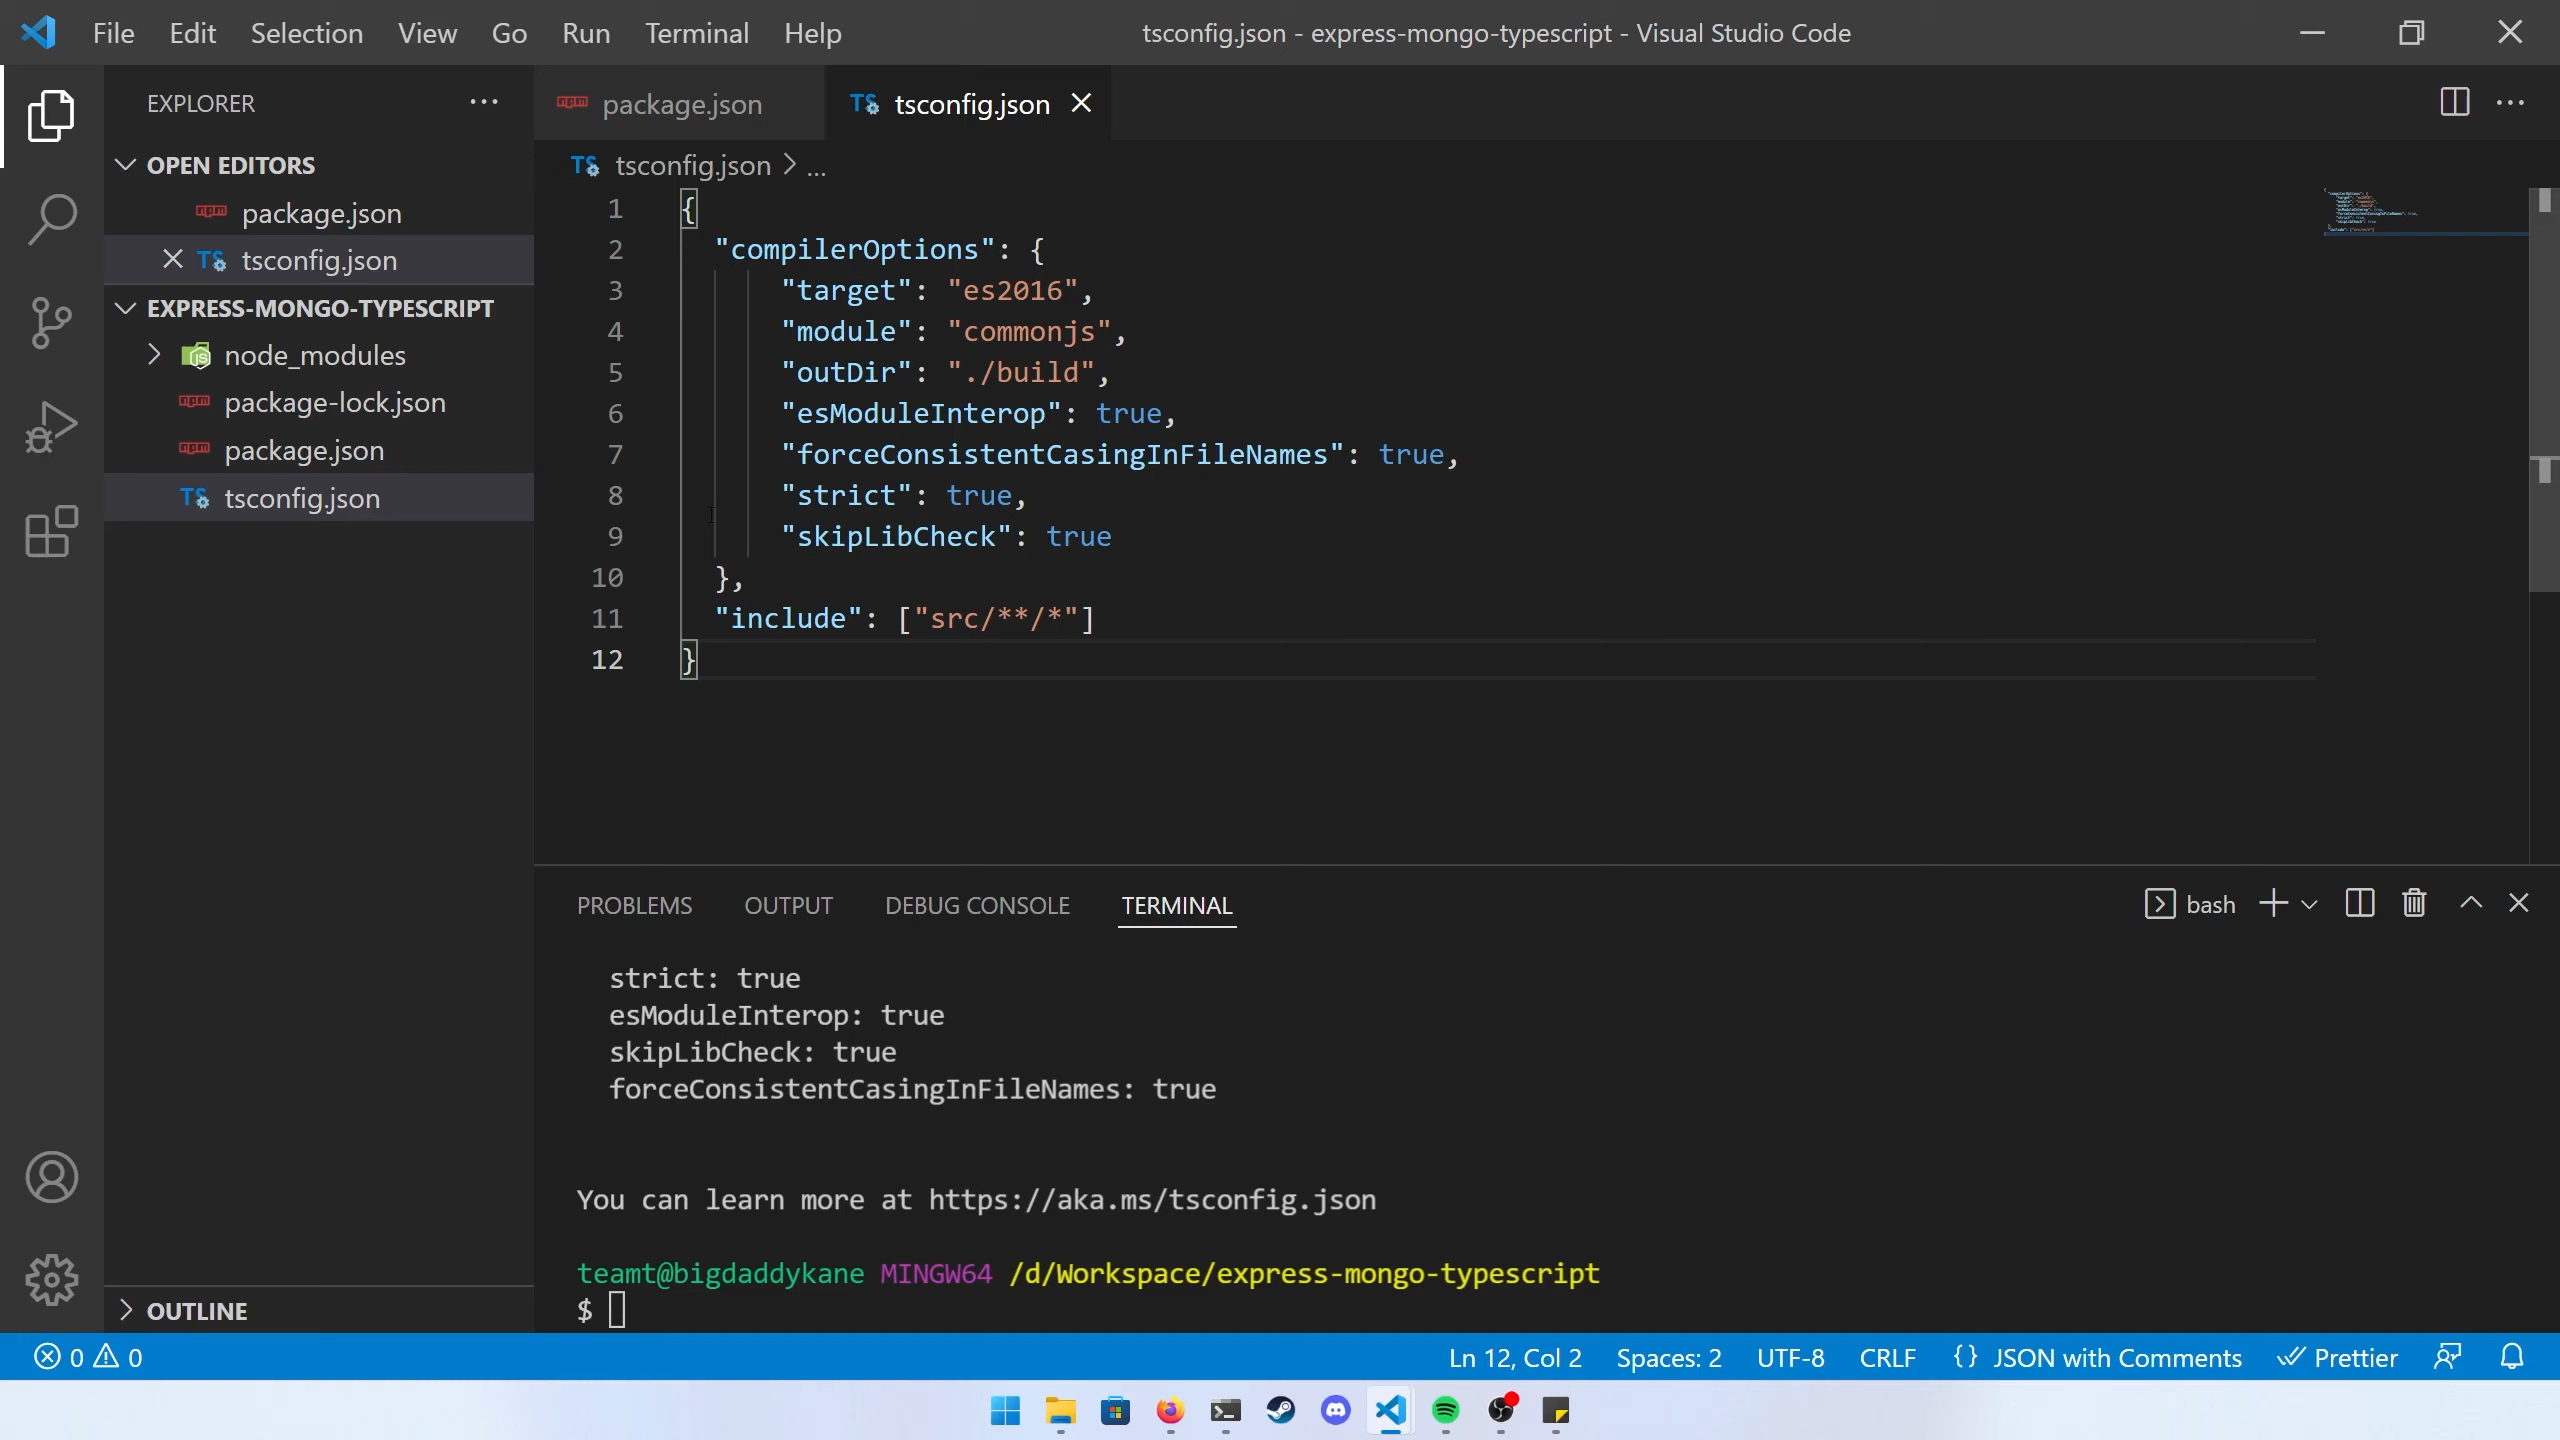 File Edit Selection View Go Run Terminal Help
tsconfig.json - express-mongo-typescript - Visual Studio Code
EXPLORER
OPEN EDITORS
package.json
TS tsconfig.json
EXPRESS-MONGO-TYPESCRIPT
JS node_modules
package-lock.json
package.json
TS tsconfig.json
OUTLINE
package.json
TS tsconfig.json
TS tsconfig.json > ...
1 {
2 "compilerOptions": {
3 "target": "es2016",
4 "module": "commonjs",
5 "outDir": "./build",
6 "esModuleInterop": true,
7 "forceConsistentCasingInFileNames": true,
8 "strict": true,
9 "skipLibCheck": true
10 },
11 "include": ["src/**/*"]
12 }
PROBLEMS OUTPUT DEBUG CONSOLE TERMINAL
bash
strict: true
esModuleInterop: true
skipLibCheck: true
forceConsistentCasingInFileNames: true
You can learn more at https://aka.ms/tsconfig.json
teamt@bigdaddykane MINGW64 /d/Workspace/express-mongo-typescript
$
0 0
Ln 12, Col 2 Spaces: 2 UTF-8 CRLF {} JSON with Comments Prettier